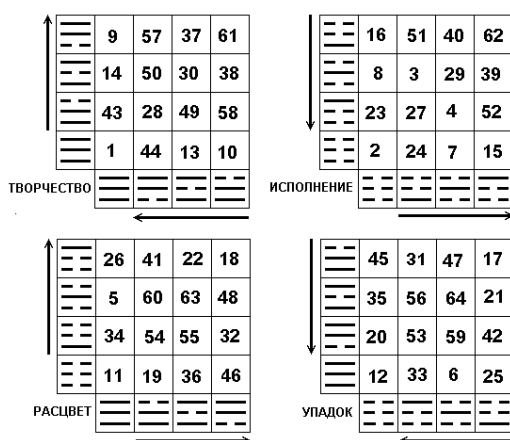 9 57 37 61
14 50 30 38
43 28 49 58
1 44 13 10
ТВОРЧЕСТВО
16 51 40 62
8 3 29 39
23 27 4 52
2 24 7 15
ИСПОЛНЕНИЕ
26 41 22 18
5 60 63 48
34 54 55 32
11 19 36 46
РАСЦВЕТ
45 31 47 17
35 56 64 21
20 53 59 42
12 33 6 25
УПАДОК